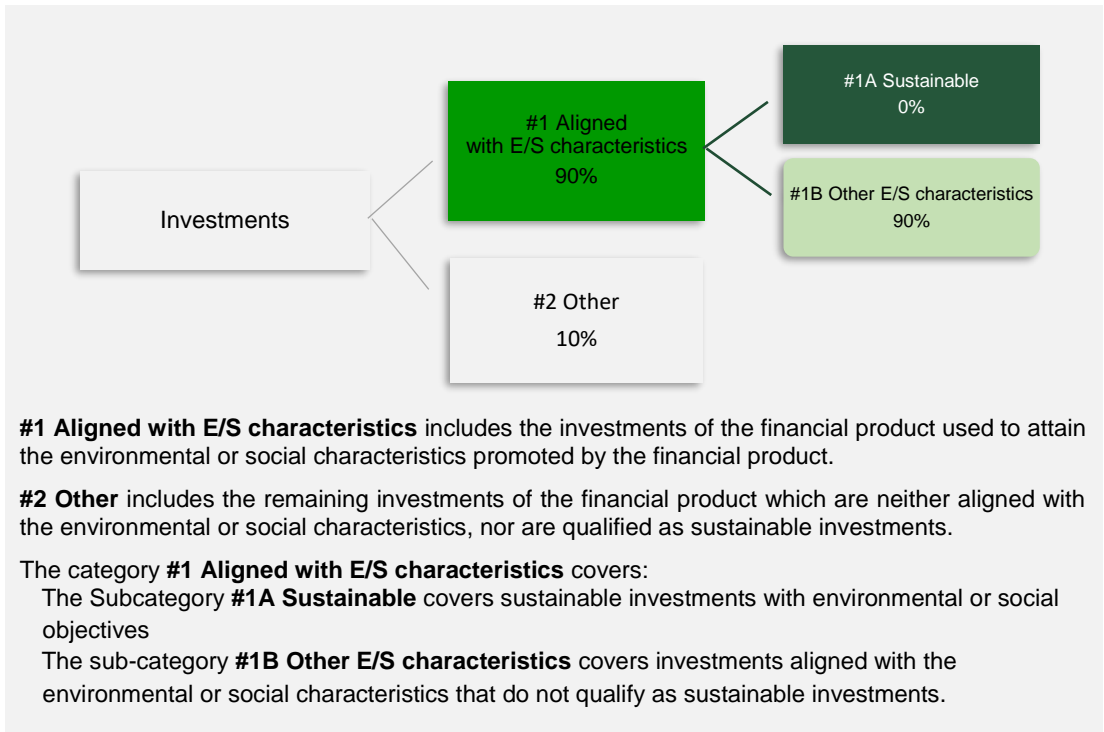 #1A Sustainable
0%
#1 Aligned
with E/S characteristics
90%
#1B Other E/S characteristics
90%
Investments
#2 Other
10%
#1 Aligned with E/S characteristics includes the investments of the financial product used to attain
the environmental or social characteristics promoted by the financial product.
#2 Other includes the remaining investments of the financial product which are neither aligned with
the environmental or social characteristics, nor are qualified as sustainable investments.
The category #1 Aligned with E/S characteristics covers:
The Subcategory #1A Sustainable covers sustainable investments with environmental or social
objectives
The sub-category #1B Other E/S characteristics covers investments aligned with the
environmental or social characteristics that do not qualify as sustainable investments.